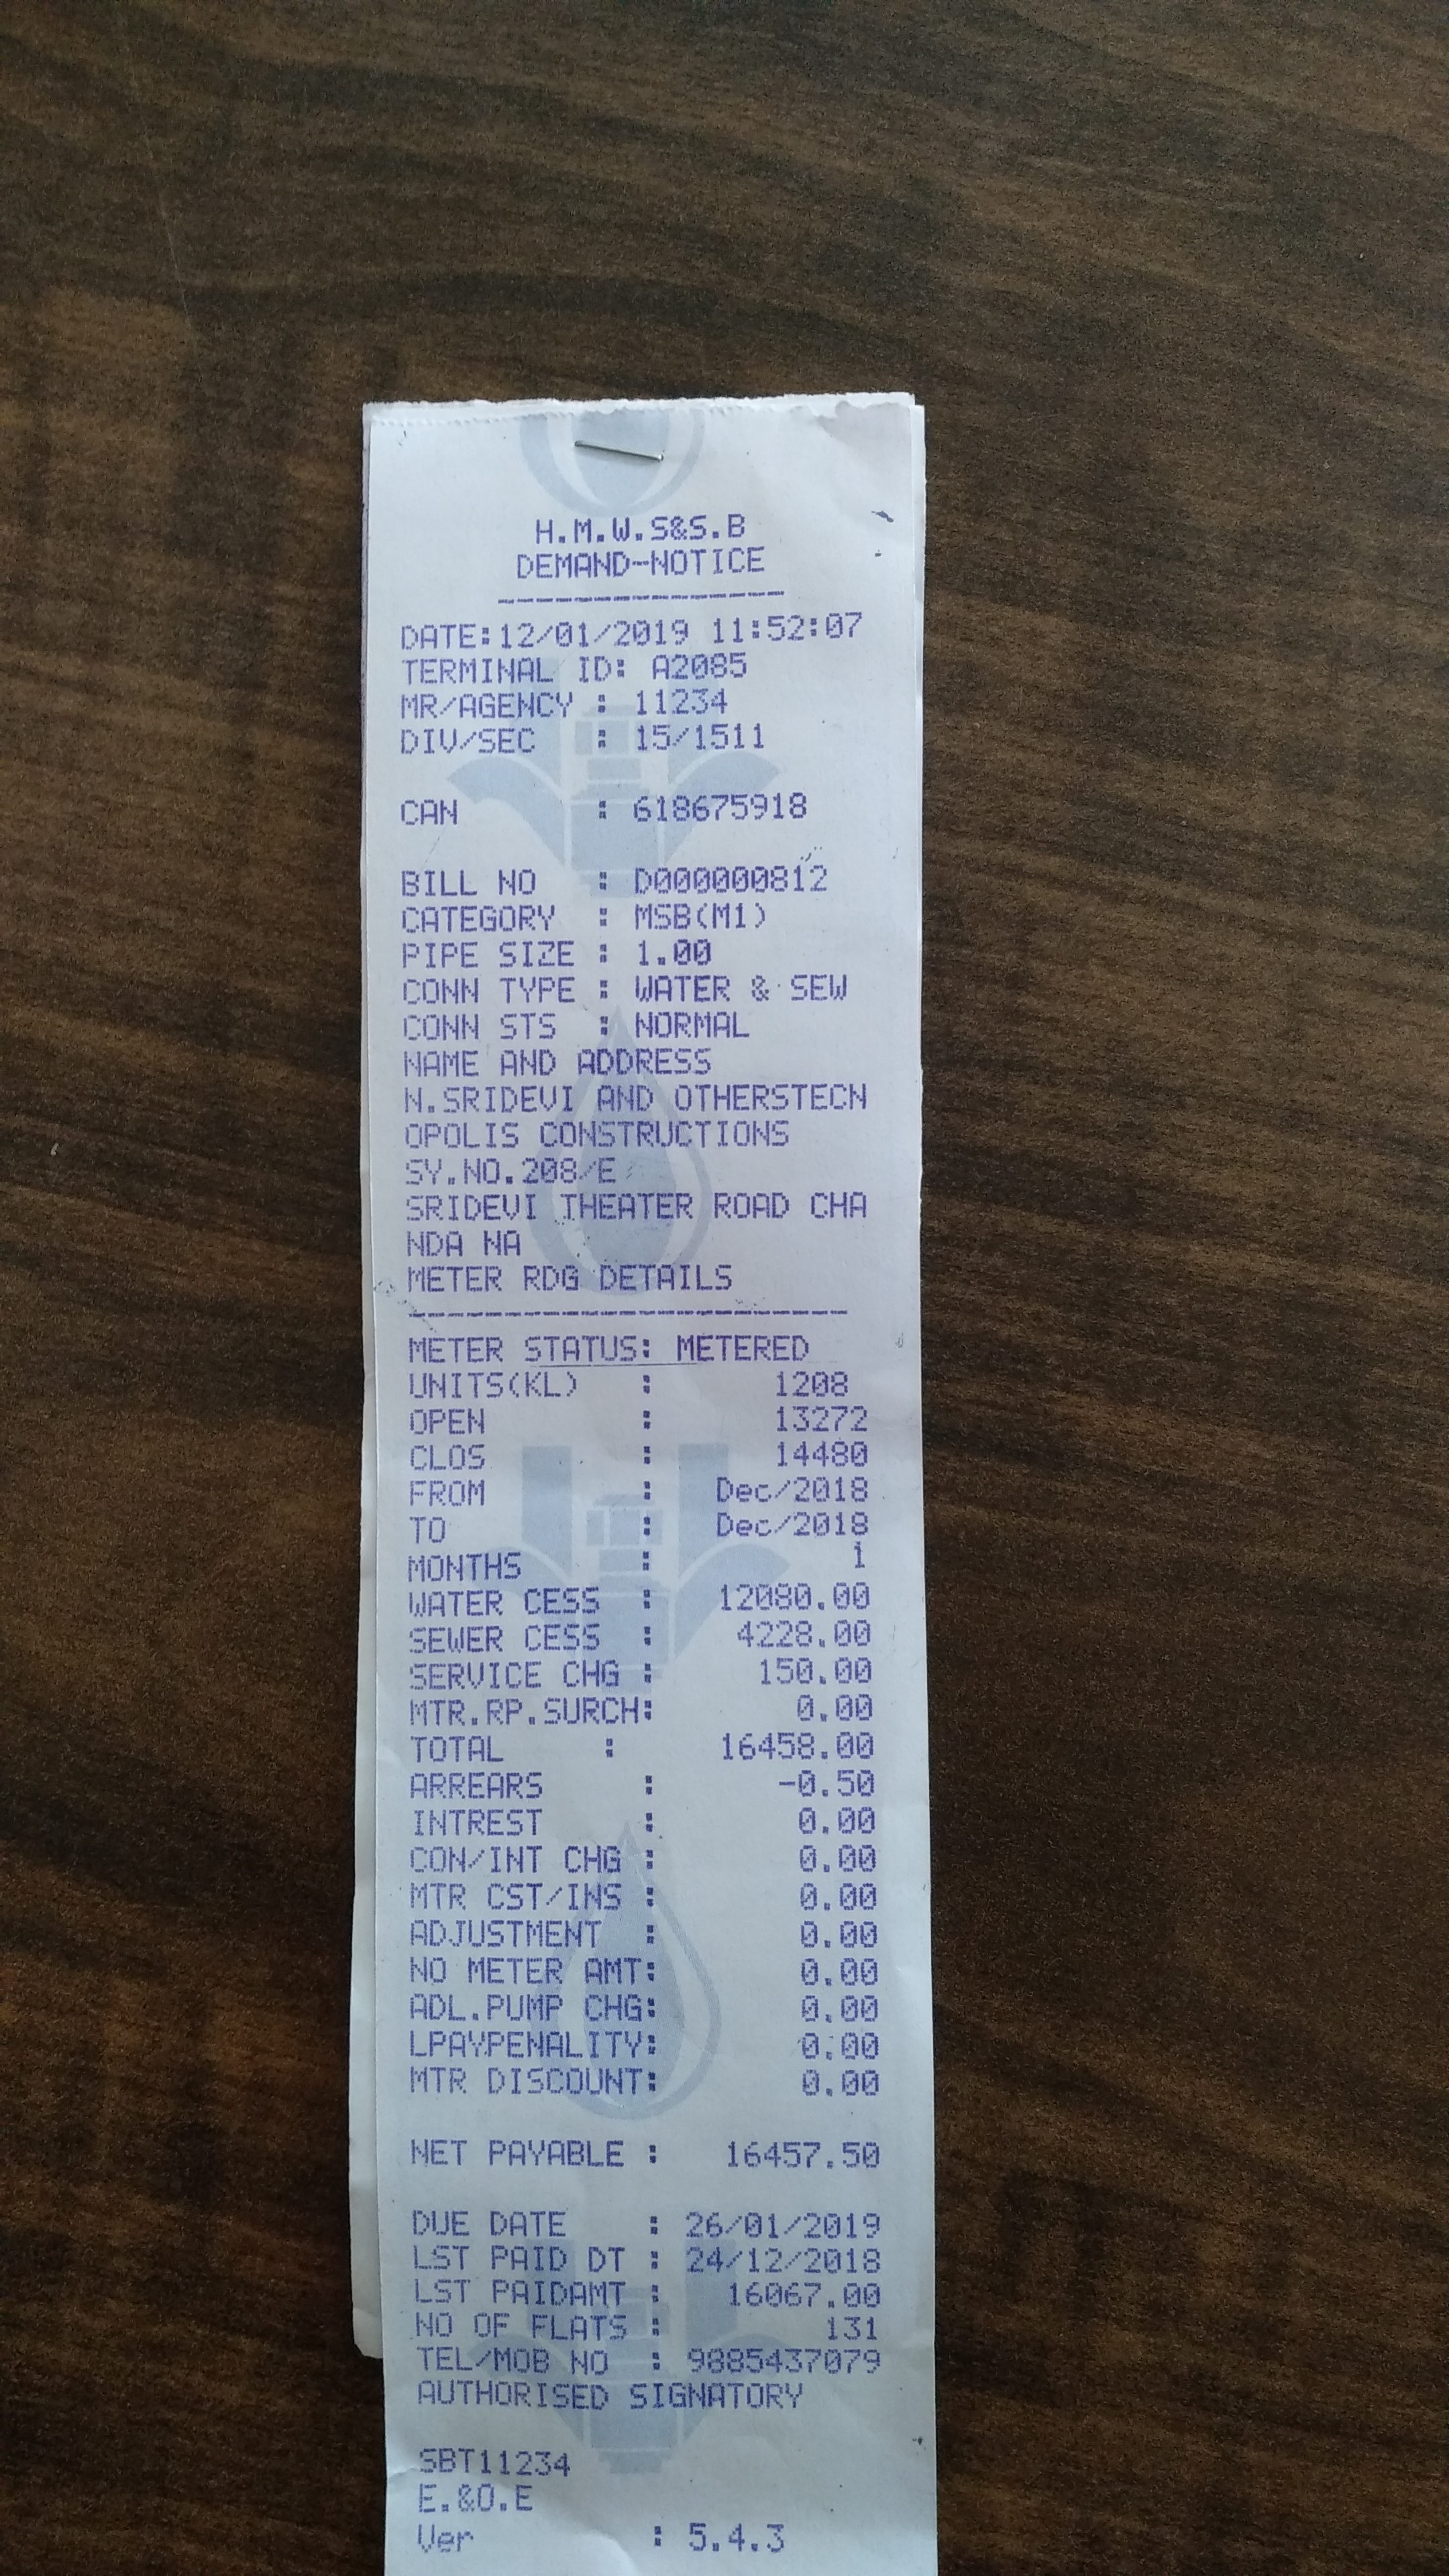 H.M.W.S&S.B
DEMAND-NOTICE
DATE:12/01/2019 11:52:07
TERMINAL ID: A2085
MR/AGENCY : 11234
DIV/SEC : 15/1511
CAN : 618675918
BILL NO : D000000812
CATEGORY : MSB(M1)
PIPE SIZE : 1.00
CONN TYPE : WATER & SEW
CONN STS : NORMAL
NAME AND ADDRESS
N.SRIDEVI AND OTHERSTECN
OPOLIS CONSTRUCTIONS
SY.NO.208/E
SRIDEVI THEATER ROAD CHA
NDA NA
METER RDG DETAILS
METER STATUS: METERED
UNITS(KL) : 1208
OPEN : 13272
CLOS : 14480
FROM : Dec/2018
TO : Dec/2018
MONTHS : 1
WATER CESS : 12080.00
SEWER CESS : 4228.00
SERVICE CHG : 150.00
MTR.RP.SURCH: 0.00
TOTAL : 16458.00
ARREARS : -0.50
INTREST : 0.00
CON/INT CHG : 0.00
MTR CST/INS : 0.00
ADJUSTMENT : 0.00
NO METER AMT: 0.00
ADL.PUMP CHG: 0.00
LPAYPENALITY: 0.00
MTR DISCOUNT: 0.00
NET PAYABLE : 16457.50
DUE DATE : 26/01/2019
LST PAID DT : 24/12/2018
LST PAIDAMT : 16067.00
NO OF FLATS : 131
TEL/MOB NO : 9885437079
AUTHORISED SIGNATORY
SBT11234
E.&O.E
Ver : 5.4.3